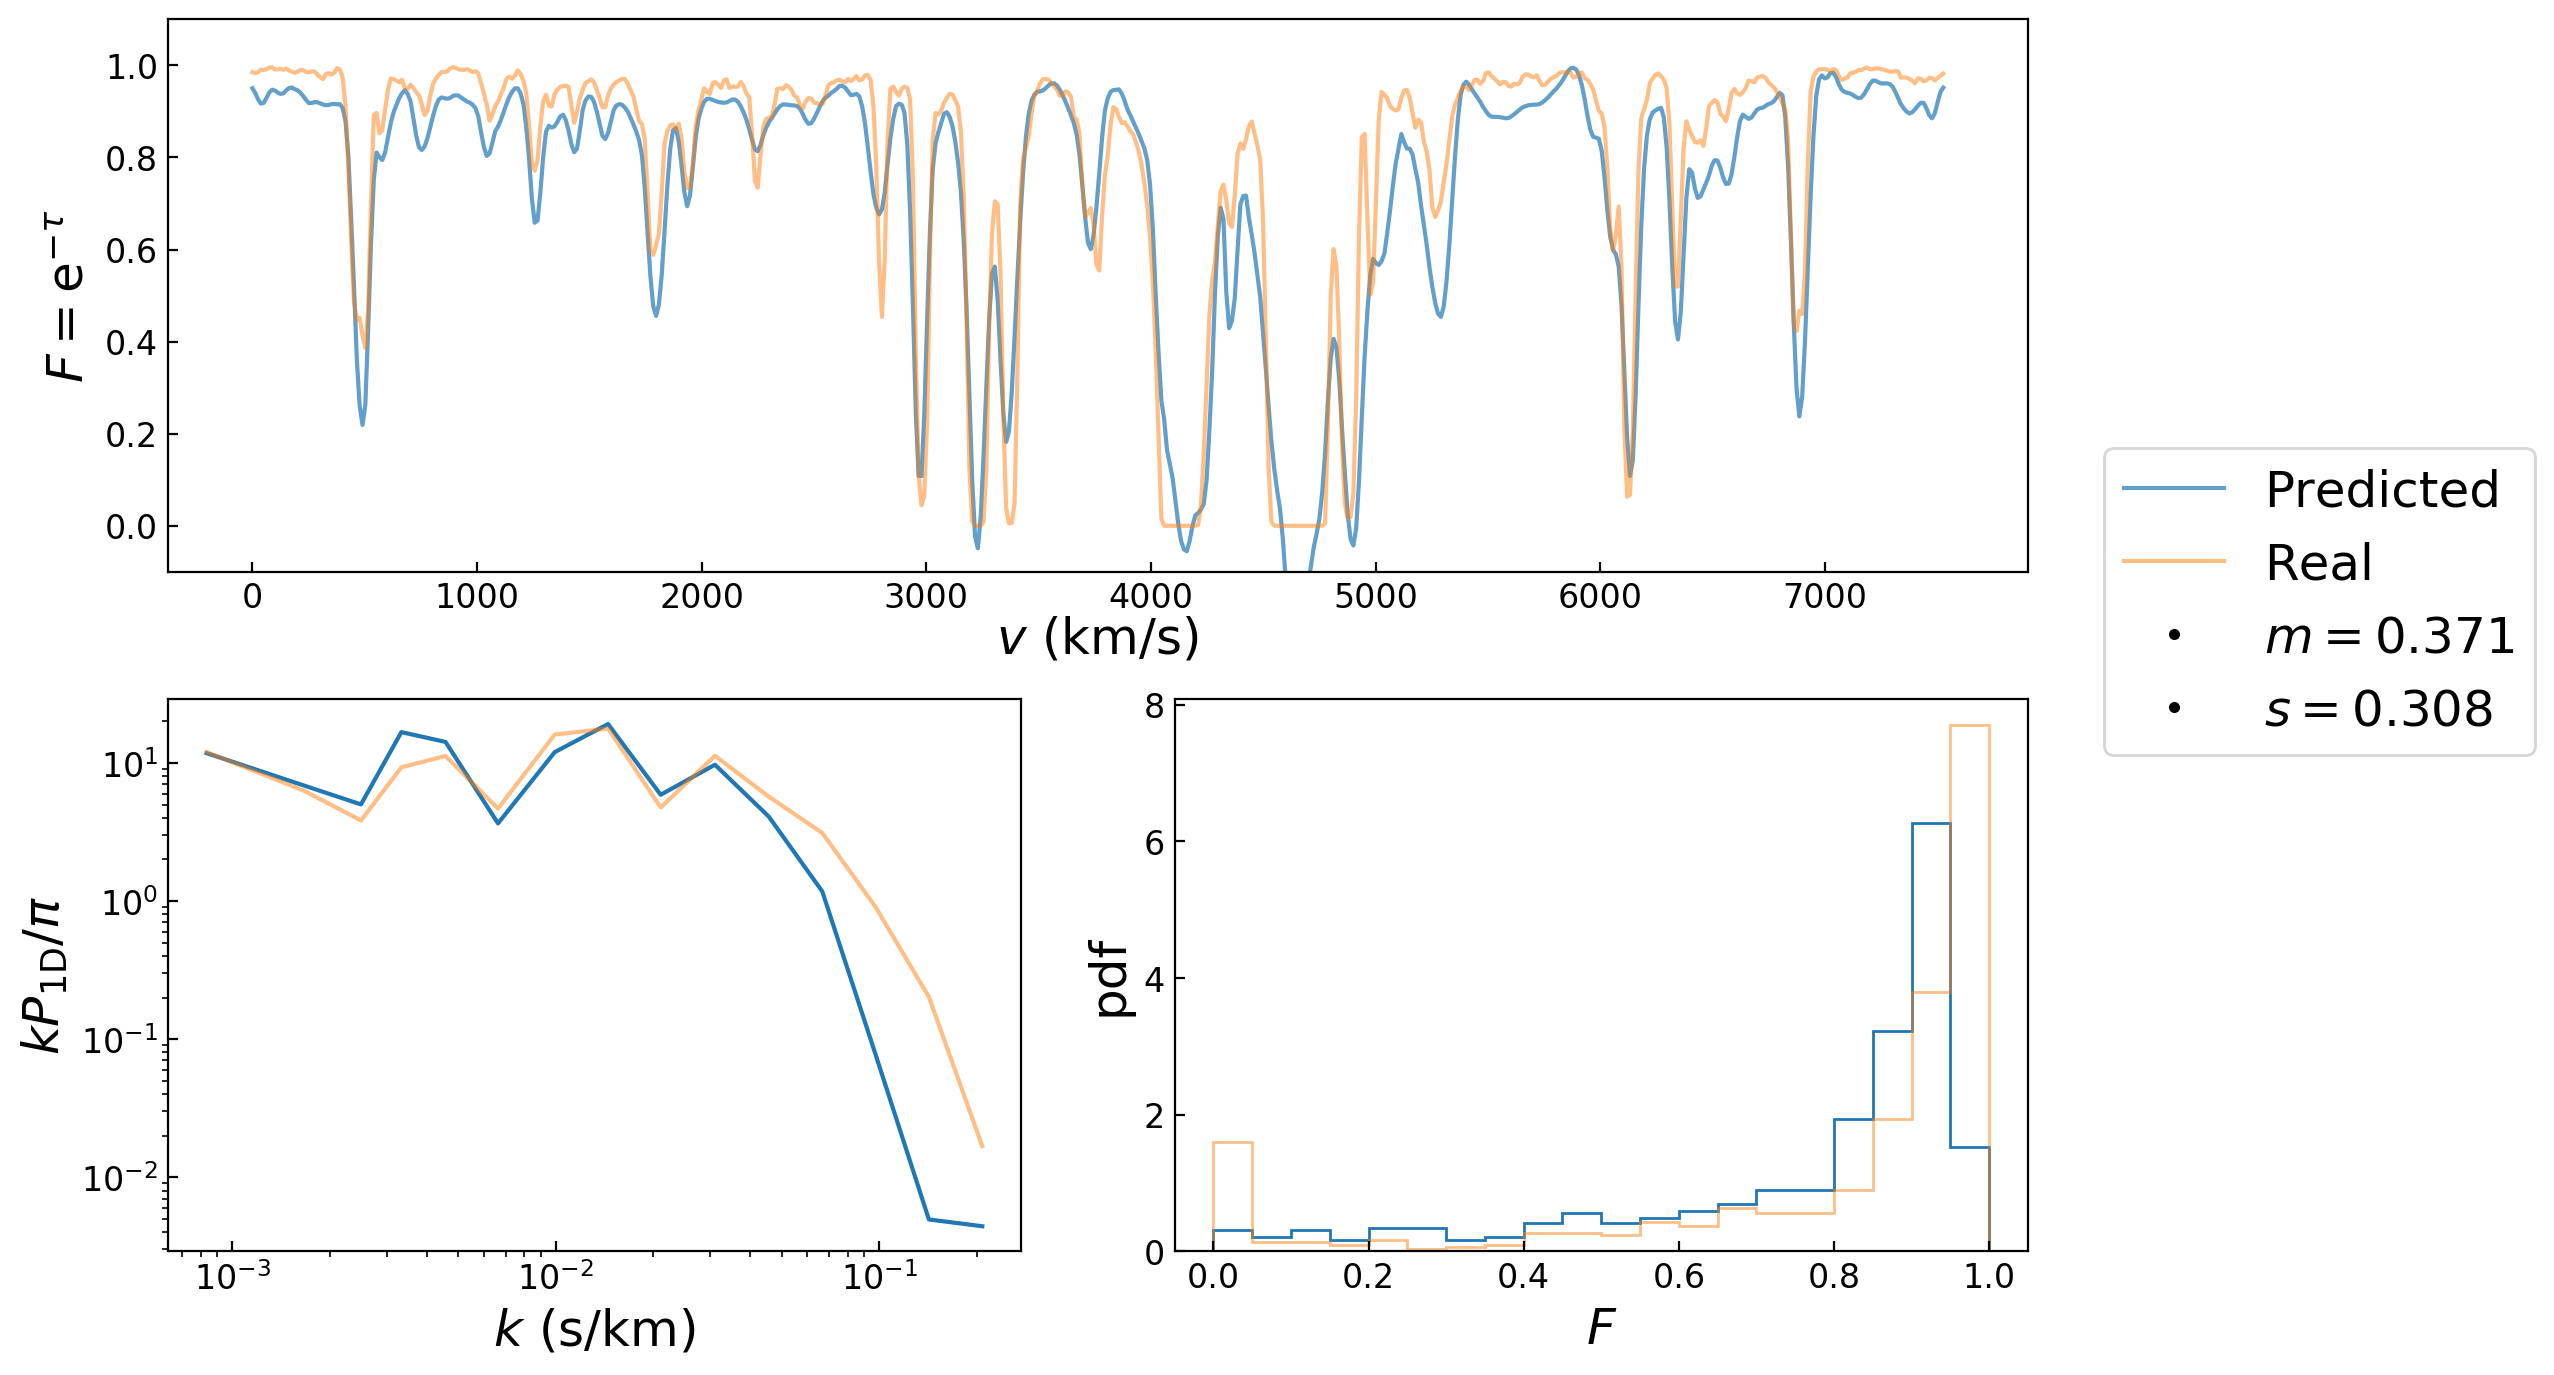 F = e^{−τ}
1.0
0.8
0.6
0.4
0.2
0.0
0 1000 2000 3000 4000 5000 6000 7000
v (km/s)
Predicted
Real
m = 0.371
s = 0.308
kP_{1D}/π
10^1
10^0
10^{−1}
10^{−2}
10^{−3} 10^{−2} 10^{−1}
k (s/km)
pdf
8
6
4
2
0
0.0 0.2 0.4 0.6 0.8 1.0
F